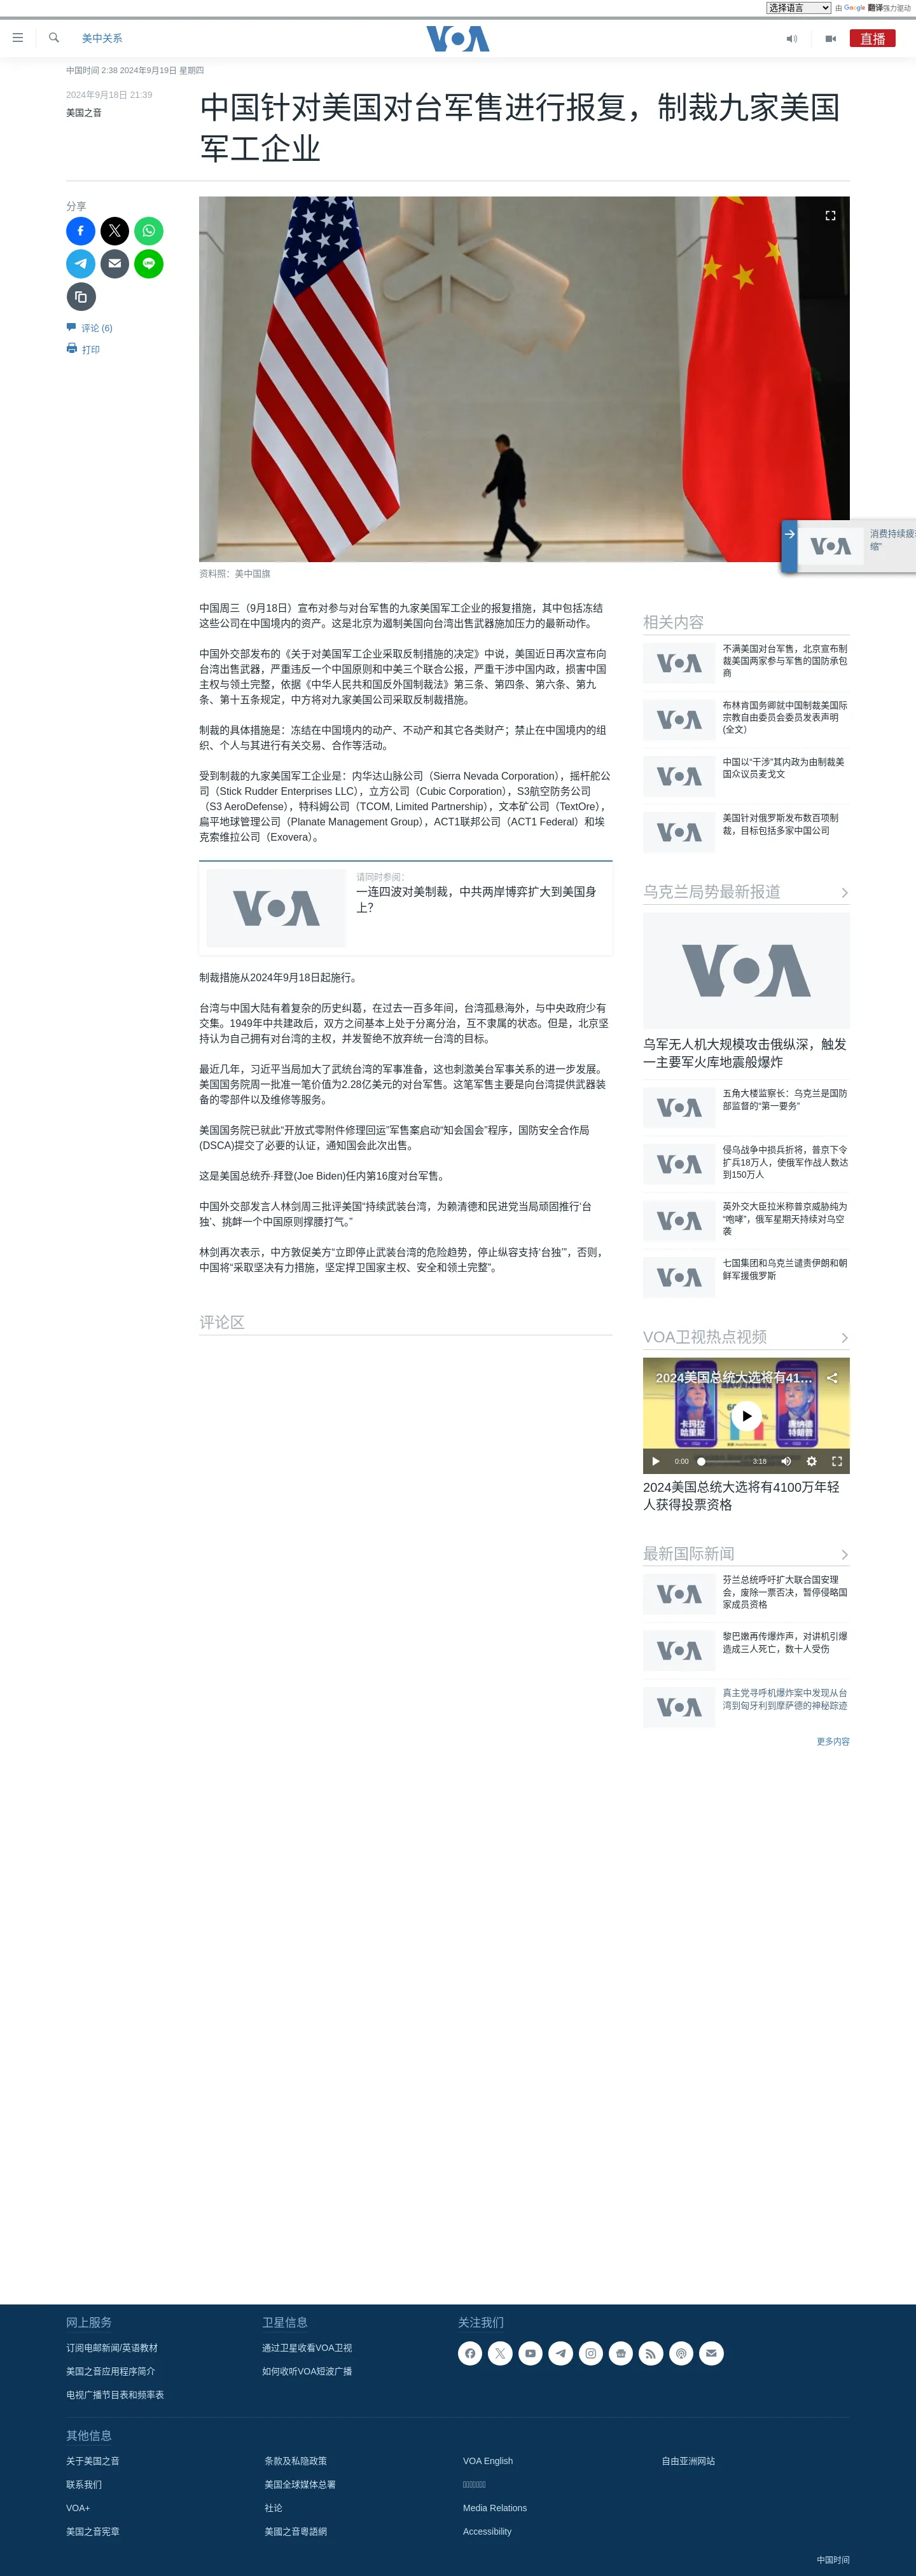 选择语言
由 Google 翻译强力驱动
美中关系
VOA
直播
中国时间 2:38 2024年9月19日 星期四
2024年9月18日 21:39
美国之音
中国针对美国对台军售进行报复，制裁九家美国
军工企业
分享
评论 (6)
打印
资料照：美中国旗
消费持续疲
缩”
中国周三（9月18日）宣布对参与对台军售的九家美国军工企业的报复措施，其中包括冻结
这些公司在中国境内的资产。这是北京为遏制美国向台湾出售武器施加压力的最新动作。
中国外交部发布的《关于对美国军工企业采取反制措施的决定》中说，美国近日再次宣布向
台湾出售武器，严重违反一个中国原则和中美三个联合公报，严重干涉中国内政，损害中国
主权与领土完整，依据《中华人民共和国反外国制裁法》第三条、第四条、第六条、第九
条、第十五条规定，中方将对九家美国公司采取反制裁措施。
制裁的具体措施是：冻结在中国境内的动产、不动产和其它各类财产；禁止在中国境内的组
织、个人与其进行有关交易、合作等活动。
受到制裁的九家美国军工企业是：内华达山脉公司（Sierra Nevada Corporation），摇杆舵公
司（Stick Rudder Enterprises LLC），立方公司（Cubic Corporation），S3航空防务公司
（S3 AeroDefense），特科姆公司（TCOM, Limited Partnership），文本矿公司（TextOre），
扁平地球管理公司（Planate Management Group），ACT1联邦公司（ACT1 Federal）和埃
克索维拉公司（Exovera）。
VOA
请同时参阅：
一连四波对美制裁，中共两岸博弈扩大到美国身
上？
制裁措施从2024年9月18日起施行。
台湾与中国大陆有着复杂的历史纠葛，在过去一百多年间，台湾孤悬海外，与中央政府少有
交集。1949年中共建政后，双方之间基本上处于分离分治，互不隶属的状态。但是，北京坚
持认为自己拥有对台湾的主权，并发誓绝不放弃统一台湾的目标。
最近几年，习近平当局加大了武统台湾的军事准备，这也刺激美台军事关系的进一步发展。
美国国务院周一批准一笔价值为2.28亿美元的对台军售。这笔军售主要是向台湾提供武器装
备的零部件以及维修等服务。
美国国务院已就此“开放式零附件修理回运”军售案启动“知会国会”程序，国防安全合作局
(DSCA)提交了必要的认证，通知国会此次出售。
这是美国总统乔·拜登(Joe Biden)任内第16度对台军售。
中国外交部发言人林剑周三批评美国“持续武装台湾，为赖清德和民进党当局顽固推行‘台
独’、挑衅一个中国原则撑腰打气。”
林剑再次表示，中方敦促美方“立即停止武装台湾的危险趋势，停止纵容支持‘台独’”，否则，
中国将“采取坚决有力措施，坚定捍卫国家主权、安全和领土完整”。
评论区
相关内容
不满美国对台军售，北京宣布制
裁美国两家参与军售的国防承包
商
布林肯国务卿就中国制裁美国际
宗教自由委员会委员发表声明
(全文)
中国以“干涉”其内政为由制裁美
国众议员麦戈文
美国针对俄罗斯发布数百项制
裁，目标包括多家中国公司
乌克兰局势最新报道
VOA
乌军无人机大规模攻击俄纵深，触发
一主要军火库地震般爆炸
五角大楼监察长：乌克兰是国防
部监督的“第一要务”
侵乌战争中损兵折将，普京下令
扩兵18万人，使俄军作战人数达
到150万人
英外交大臣拉米称普京威胁纯为
“咆哮”，俄军星期天持续对乌空
袭
七国集团和乌克兰谴责伊朗和朝
鲜军援俄罗斯
VOA卫视热点视频
2024美国总统大选将有41...
卡玛拉
哈里斯
唐纳德
特朗普
0:00
3:18
2024美国总统大选将有4100万年轻
人获得投票资格
最新国际新闻
芬兰总统呼吁扩大联合国安理
会，废除一票否决，暂停侵略国
家成员资格
黎巴嫩再传爆炸声，对讲机引爆
造成三人死亡，数十人受伤
真主党寻呼机爆炸案中发现从台
湾到匈牙利到摩萨德的神秘踪迹
更多内容
网上服务
订阅电邮新闻/英语教材
美国之音应用程序简介
电视广播节目表和频率表
卫星信息
通过卫星收看VOA卫视
如何收听VOA短波广播
关注我们
其他信息
关于美国之音
联系我们
VOA+
美国之音宪章
条款及私隐政策
美国全球媒体总署
社论
美國之音粵語網
VOA English
Media Relations
Accessibility
自由亚洲网站
中国时间